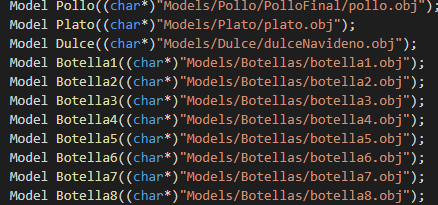 Model Pollo((char*)"Models/Pollo/PolloFinal/pollo.obj");
Model Plato((char*)"Models/Plato/plato.obj");
Model Dulce((char*)"Models/Dulce/dulceNavideno.obj");
Model Botella1((char*)"Models/Botellas/botella1.obj");
Model Botella2((char*)"Models/Botellas/botella2.obj");
Model Botella3((char*)"Models/Botellas/botella3.obj");
Model Botella4((char*)"Models/Botellas/botella4.obj");
Model Botella5((char*)"Models/Botellas/botella5.obj");
Model Botella6((char*)"Models/Botellas/botella6.obj");
Model Botella7((char*)"Models/Botellas/botella7.obj");
Model Botella8((char*)"Models/Botellas/botella8.obj");